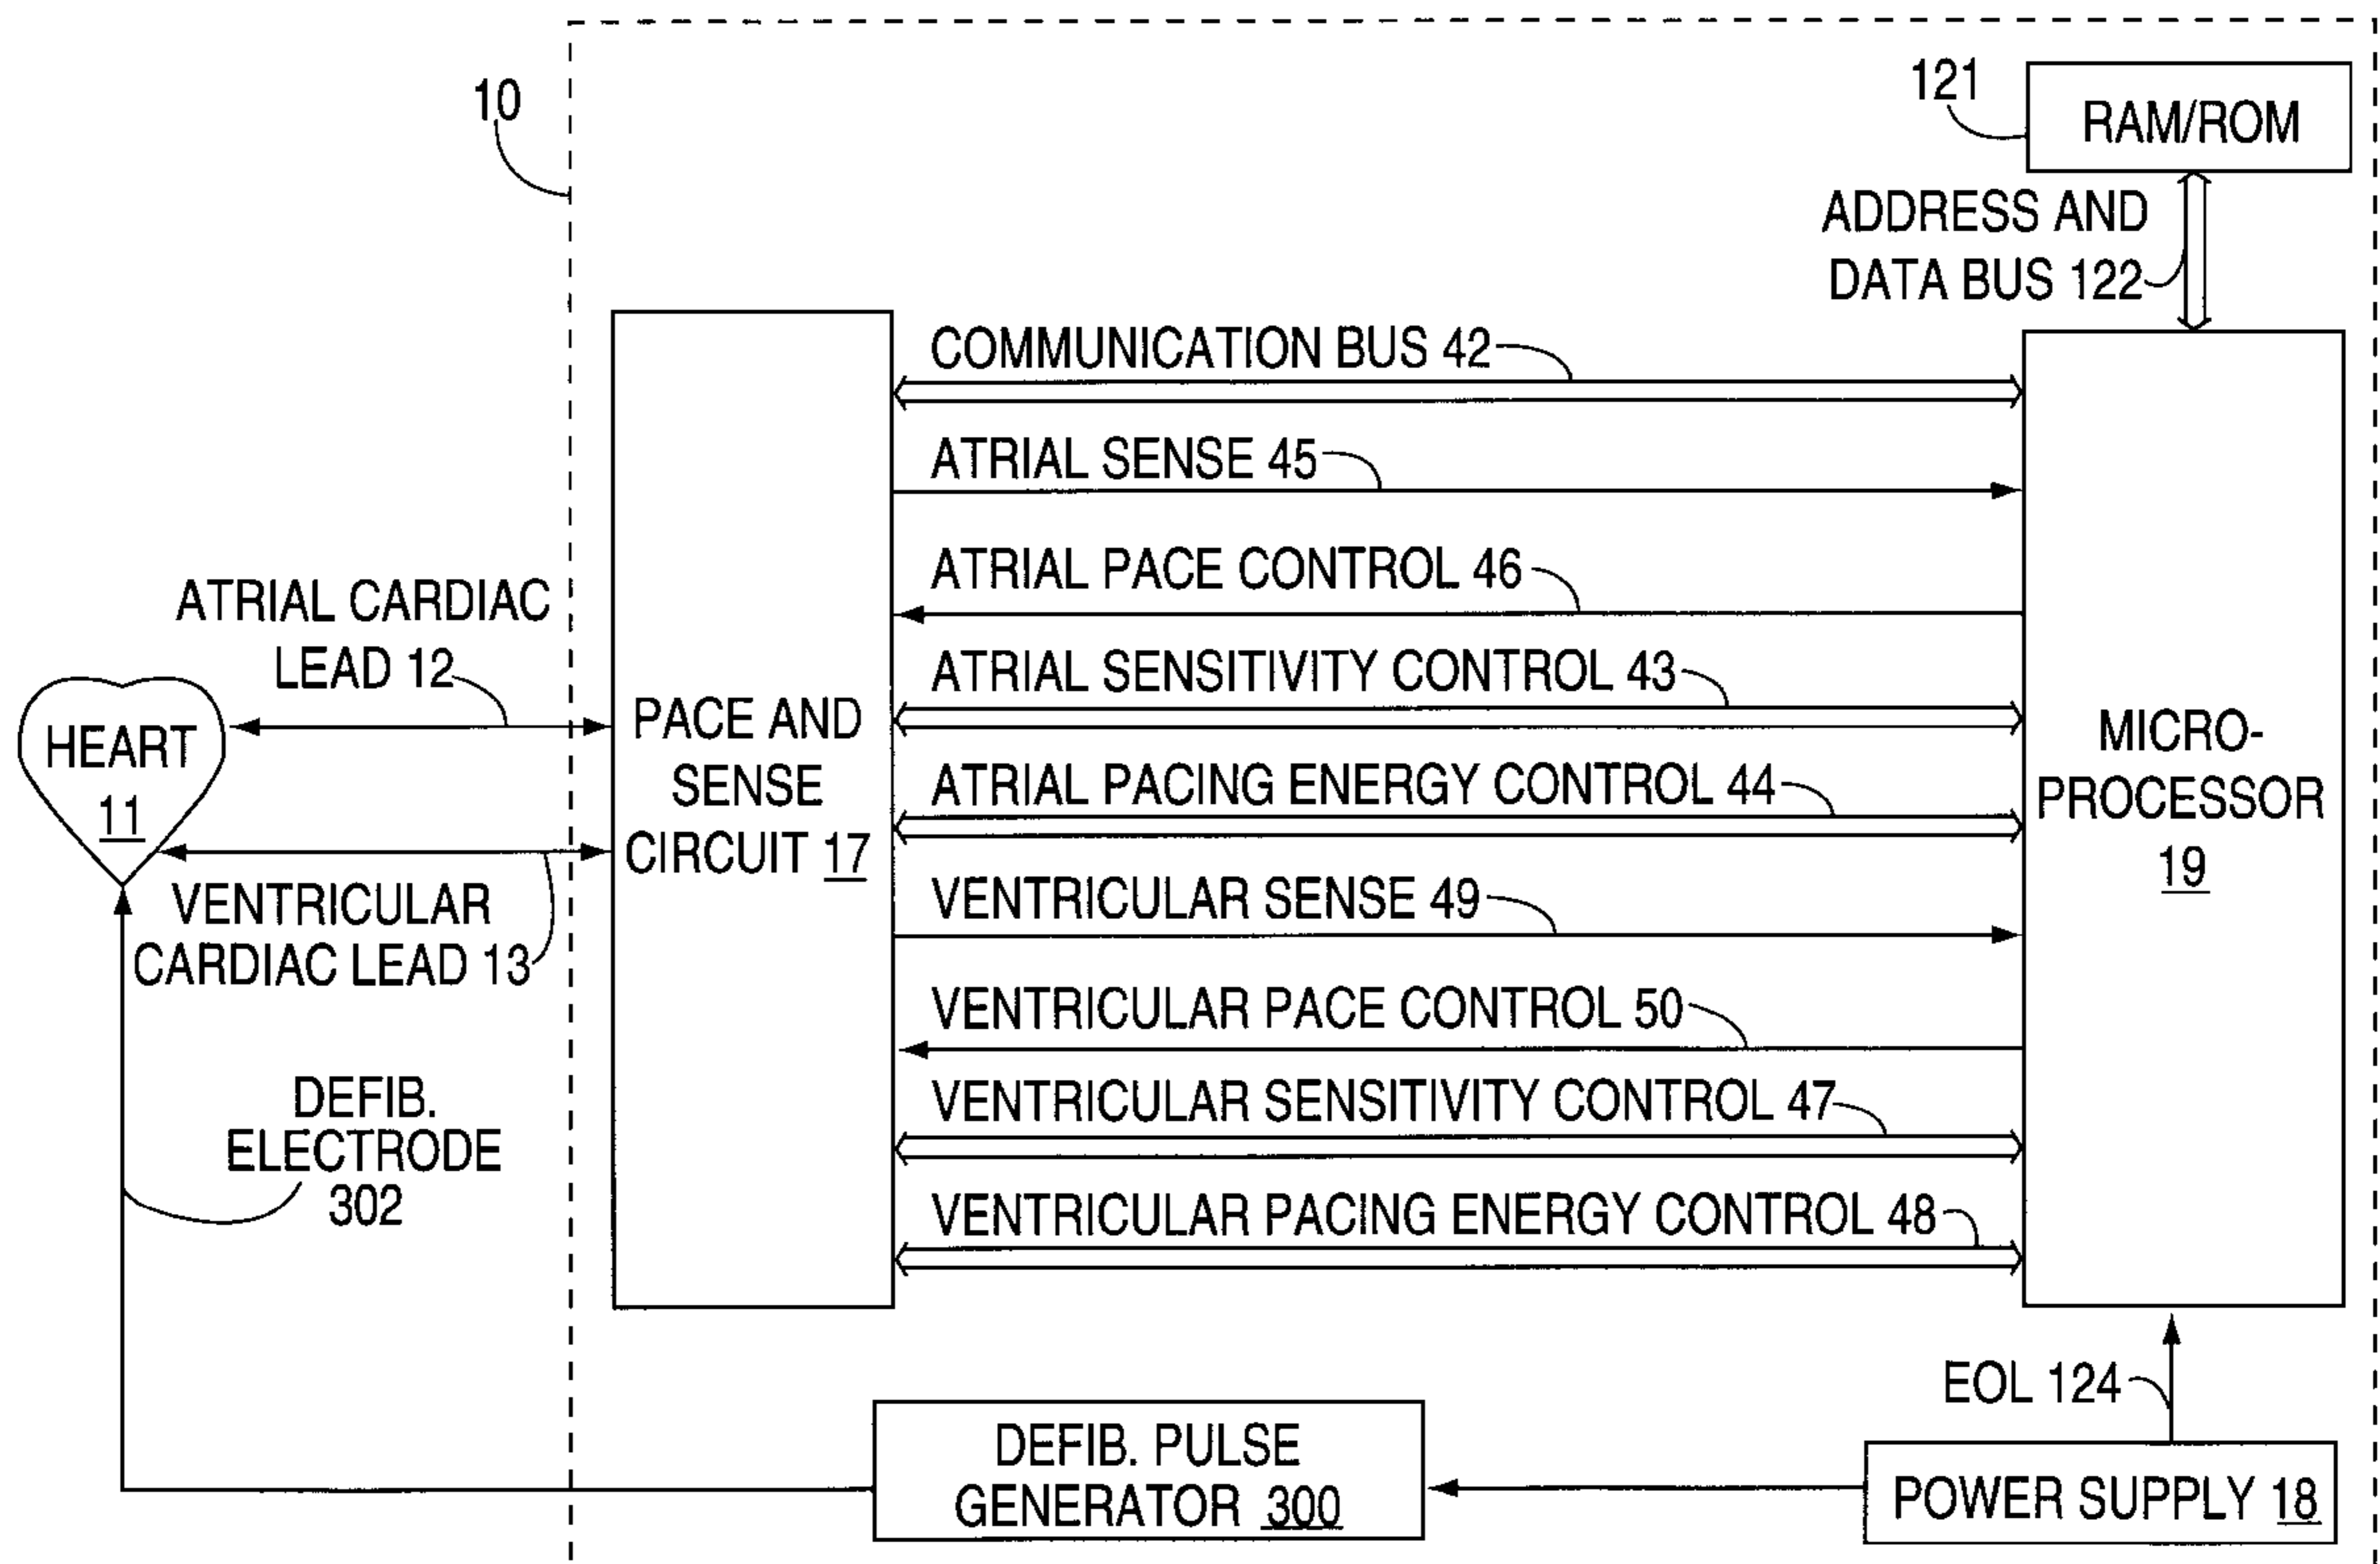 10
121
RAM/ROM
ADDRESS AND
DATA BUS 122
COMMUNICATION BUS 42
ATRIAL SENSE 45
ATRIAL PACE CONTROL 46
ATRIAL SENSITIVITY CONTROL 43
ATRIAL PACING ENERGY CONTROL 44
VENTRICULAR SENSE 49
VENTRICULAR PACE CONTROL 50
VENTRICULAR SENSITIVITY CONTROL 47
VENTRICULAR PACING ENERGY CONTROL 48
ATRIAL CARDIAC
LEAD 12
HEART
11
VENTRICULAR
CARDIAC LEAD 13
PACE AND
SENSE
CIRCUIT 17
MICRO-
PROCESSOR
19
DEFIB.
ELECTRODE
302
EOL 124
DEFIB. PULSE
GENERATOR 300
POWER SUPPLY 18